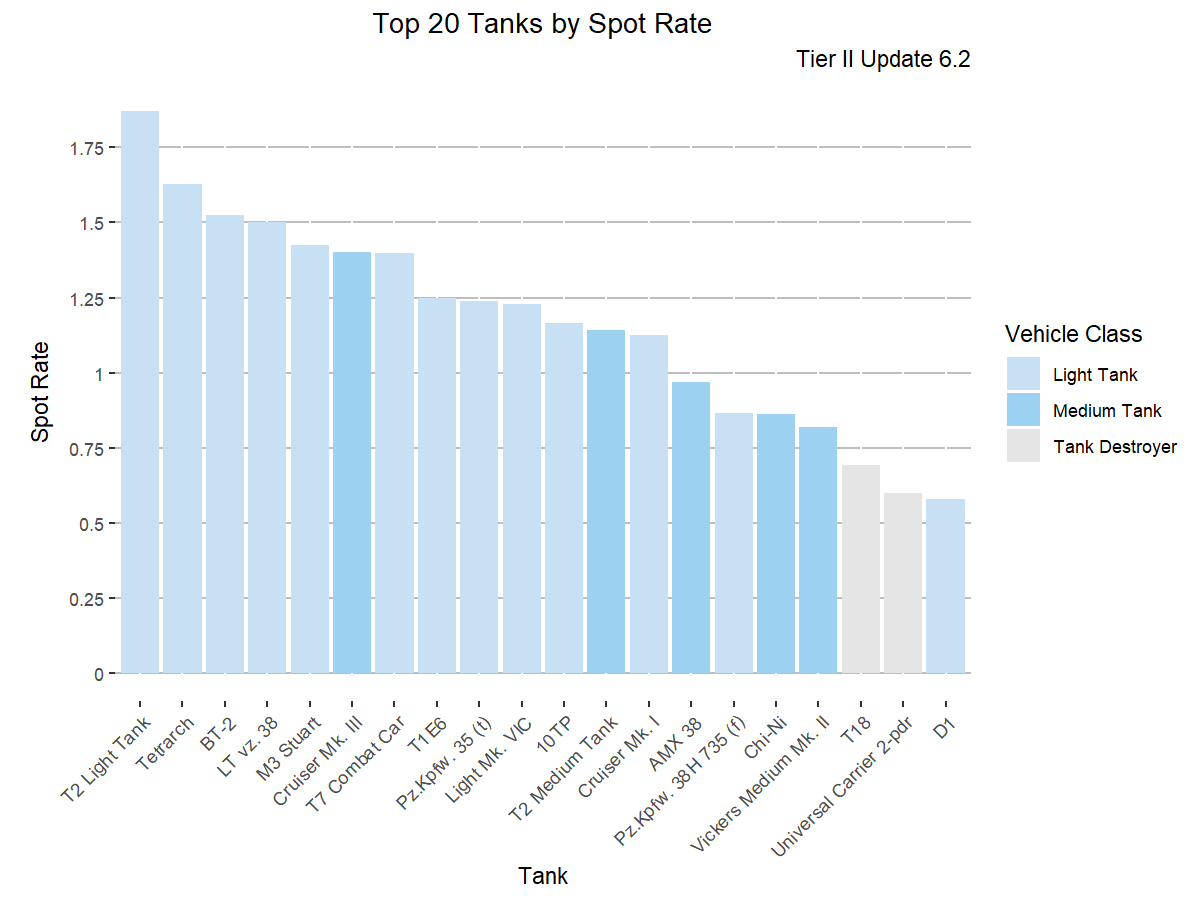 Top 20 Tanks by Spot Rate
Tier II Update 6.2
1.75
1.5
1.25
1
0.75
0.5
0.25
0
Spot Rate
T2 Light Tank
Tetrarch
BT-2
LT vz. 38
M3 Stuart
Cruiser Mk. III
T7 Combat Car
T1E6
Pz.Kpfw. 35 (t)
Light Mk. VIC
10TP
T2 Medium Tank
Cruiser Mk. I
AMX 38
Pz.Kpfw. 38H 735 (f)
Chi-Ni
Vickers Medium Mk. II
T18
Universal Carrier 2-pdr
D1
Tank
Vehicle Class
Light Tank
Medium Tank
Tank Destroyer